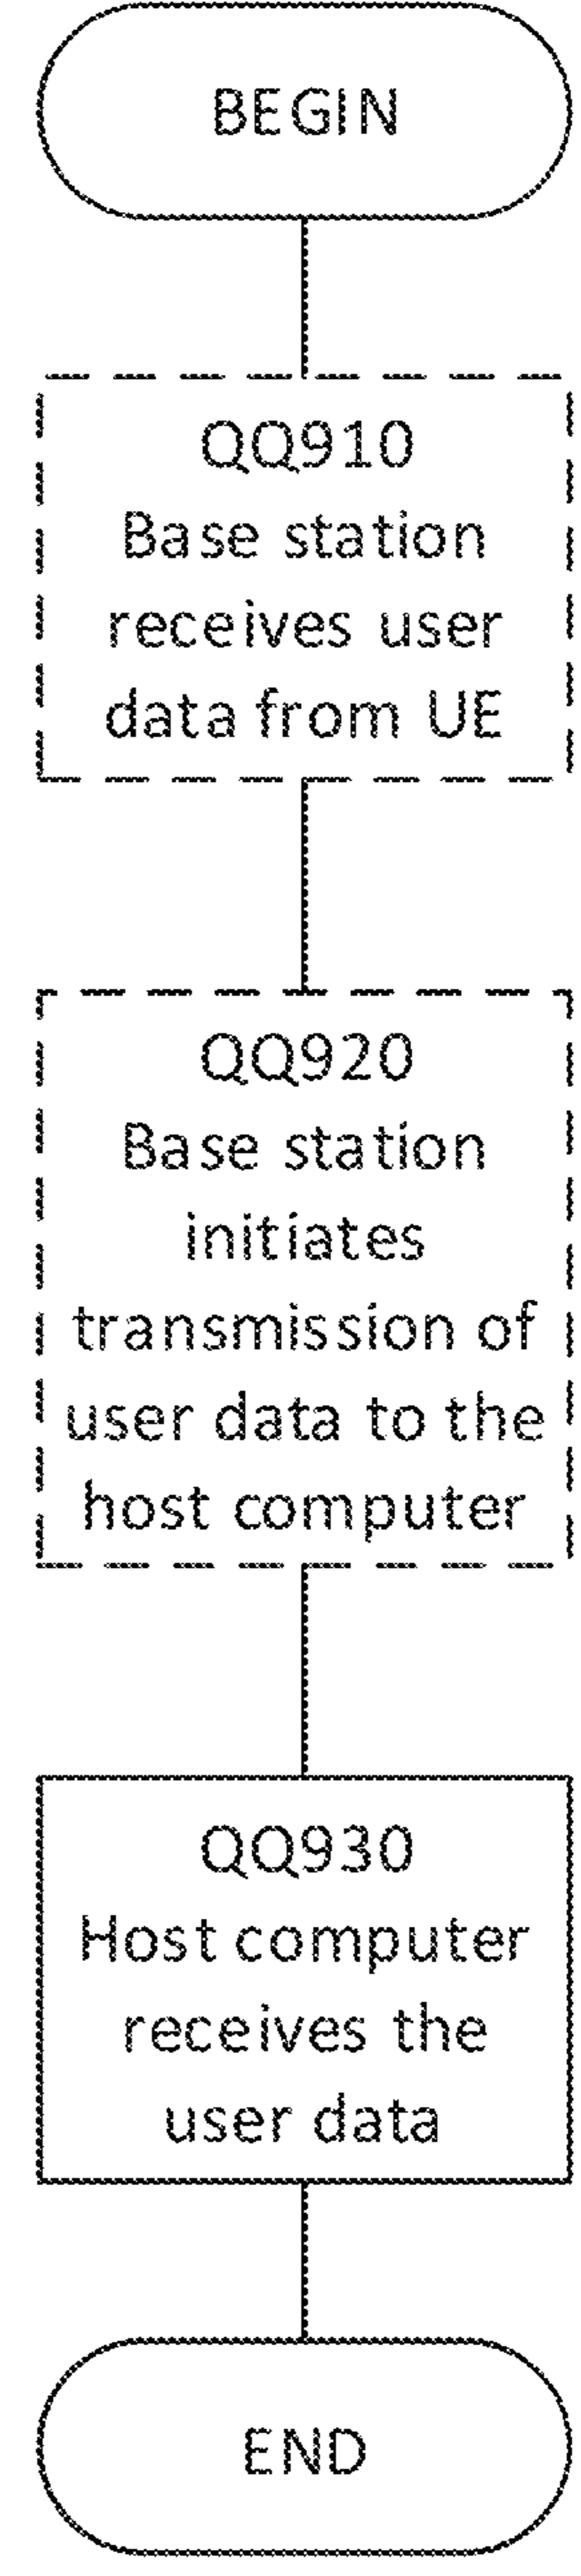 BEGIN
QQ910
Base station
receives user
data from UE
QQ920
Base station
initiates
transmission of
user data to the
host computer
QQ930
Host computer
receives the
user data
END